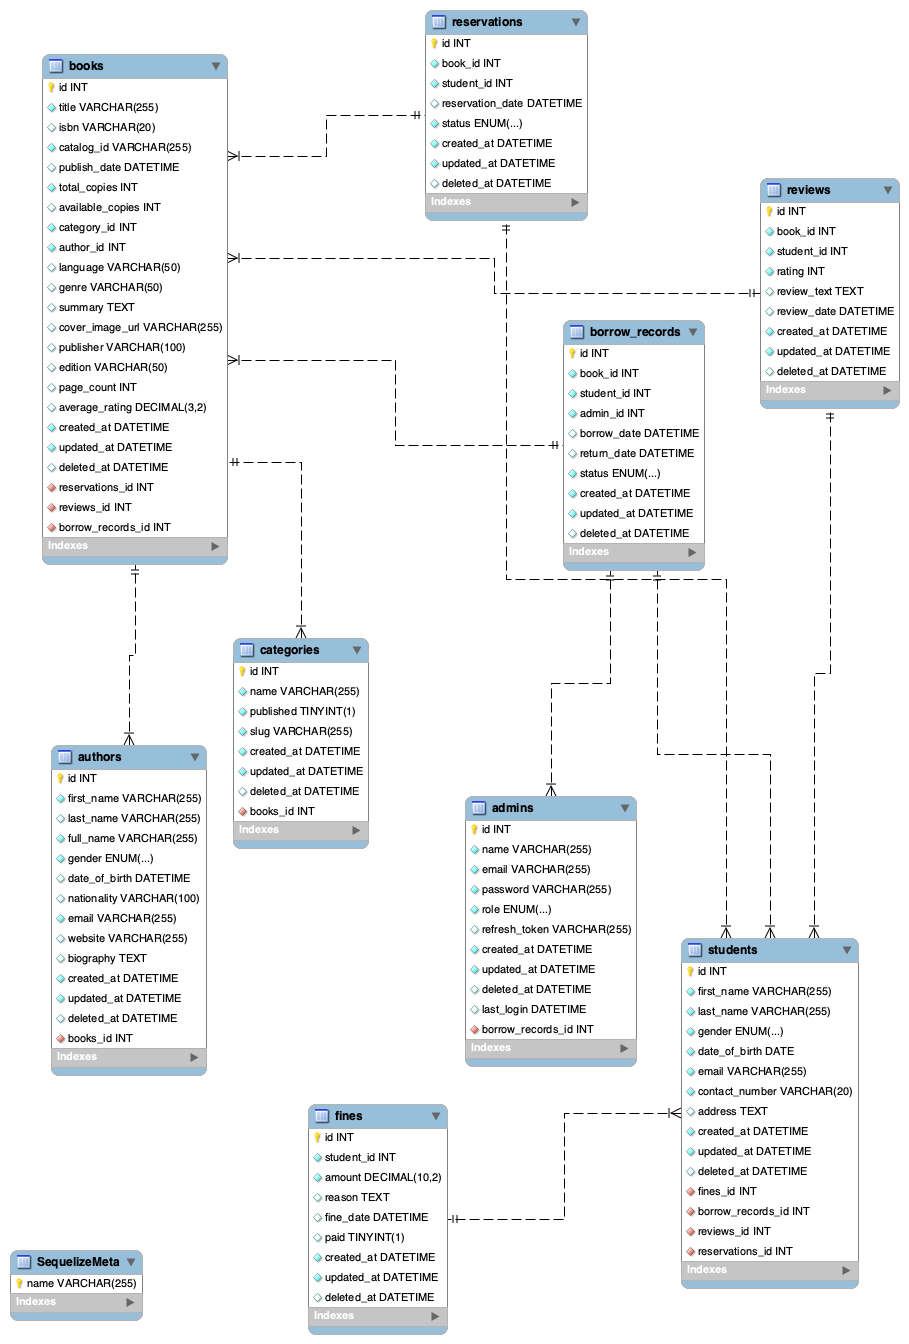 reservations
id INT
book_id INT
student_id INT
reservation_date DATETIME
status ENUM(...)
created_at DATETIME
updated_at DATETIME
deleted_at DATETIME
Indexes
books
id INT
title VARCHAR(255)
isbn VARCHAR(20)
catalog_id VARCHAR(255)
publish_date DATETIME
total_copies INT
available_copies INT
category_id INT
author_id INT
language VARCHAR(50)
genre VARCHAR(50)
summary TEXT
cover_image_url VARCHAR(255)
publisher VARCHAR(100)
edition VARCHAR(50)
page_count INT
average_rating DECIMAL(3,2)
created_at DATETIME
updated_at DATETIME
deleted_at DATETIME
reservations_id INT
reviews_id INT
borrow_records_id INT
Indexes
reviews
id INT
book_id INT
student_id INT
rating INT
review_text TEXT
review_date DATETIME
created_at DATETIME
updated_at DATETIME
deleted_at DATETIME
Indexes
borrow_records
id INT
book_id INT
student_id INT
admin_id INT
borrow_date DATETIME
return_date DATETIME
status ENUM(...)
created_at DATETIME
updated_at DATETIME
deleted_at DATETIME
Indexes
categories
id INT
name VARCHAR(255)
published TINYINT(1)
slug VARCHAR(255)
created_at DATETIME
updated_at DATETIME
deleted_at DATETIME
books_id INT
Indexes
authors
id INT
first_name VARCHAR(255)
last_name VARCHAR(255)
full_name VARCHAR(255)
gender ENUM(...)
date_of_birth DATETIME
nationality VARCHAR(100)
email VARCHAR(255)
website VARCHAR(255)
biography TEXT
created_at DATETIME
updated_at DATETIME
deleted_at DATETIME
books_id INT
Indexes
admins
id INT
name VARCHAR(255)
email VARCHAR(255)
password VARCHAR(255)
role ENUM(...)
refresh_token VARCHAR(255)
created_at DATETIME
updated_at DATETIME
deleted_at DATETIME
last_login DATETIME
borrow_records_id INT
Indexes
students
id INT
first_name VARCHAR(255)
last_name VARCHAR(255)
gender ENUM(...)
date_of_birth DATE
email VARCHAR(255)
contact_number VARCHAR(20)
address TEXT
created_at DATETIME
updated_at DATETIME
deleted_at DATETIME
fines_id INT
borrow_records_id INT
reviews_id INT
reservations_id INT
Indexes
fines
id INT
student_id INT
amount DECIMAL(10,2)
reason TEXT
fine_date DATETIME
paid TINYINT(1)
created_at DATETIME
updated_at DATETIME
deleted_at DATETIME
Indexes
SequelizeMeta
name VARCHAR(255)
Indexes